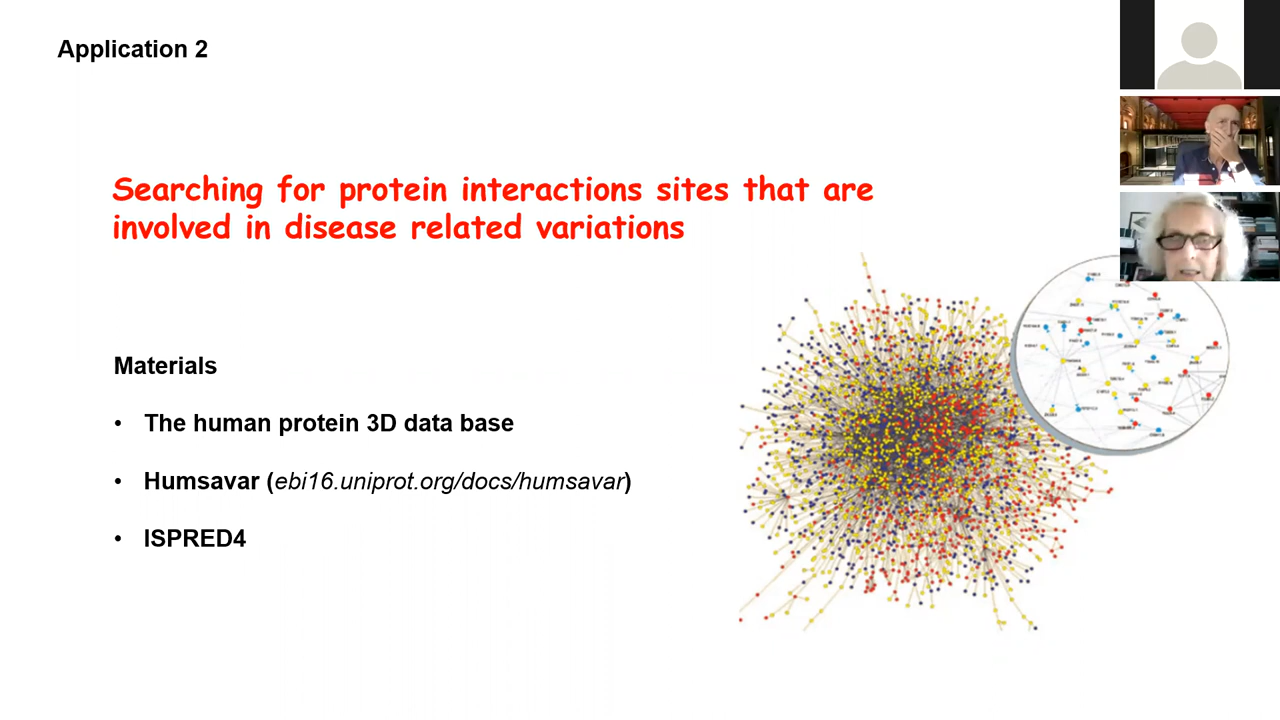 Application 2
Searching for protein interactions sites that are
involved in disease related variations
Materials
• The human protein 3D data base
• Humsavar (ebi16.uniprot.org/docs/humsavar)
• ISPRED4